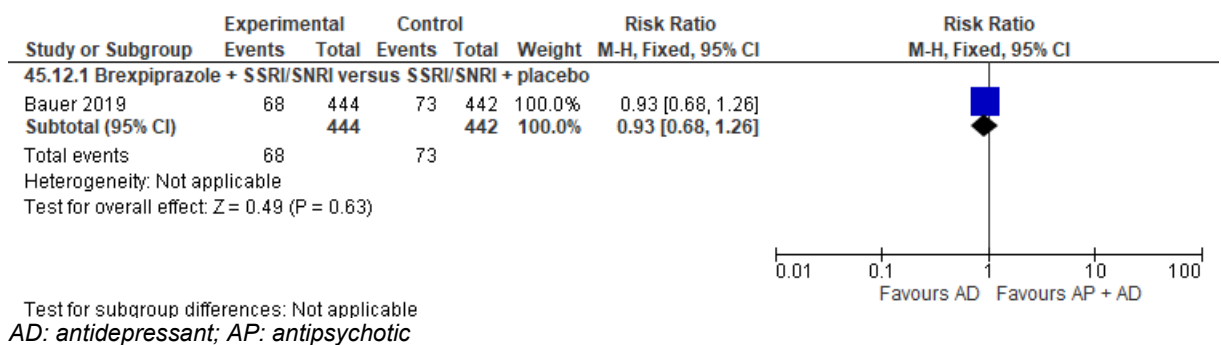 Experimental Control Risk Ratio Risk Ratio
Study or Subgroup Events Total Events Total Weight M-H, Fixed, 95% CI M-H, Fixed, 95% CI
45.12.1 Brexpiprazole + SSRI/SNRI versus SSRI/SNRI + placebo
Bauer 2019 68 444 73 442 100.0% 0.93 [0.68, 1.26]
Subtotal (95% CI) 444 442 100.0% 0.93 [0.68, 1.26]
Total events 68 73
Heterogeneity: Not applicable
Test for overall effect: Z = 0.49 (P = 0.63)
0.01 0.1 1 10 100
Favours AD Favours AP + AD
Test for subgroup differences: Not applicable
AD: antidepressant; AP: antipsychotic